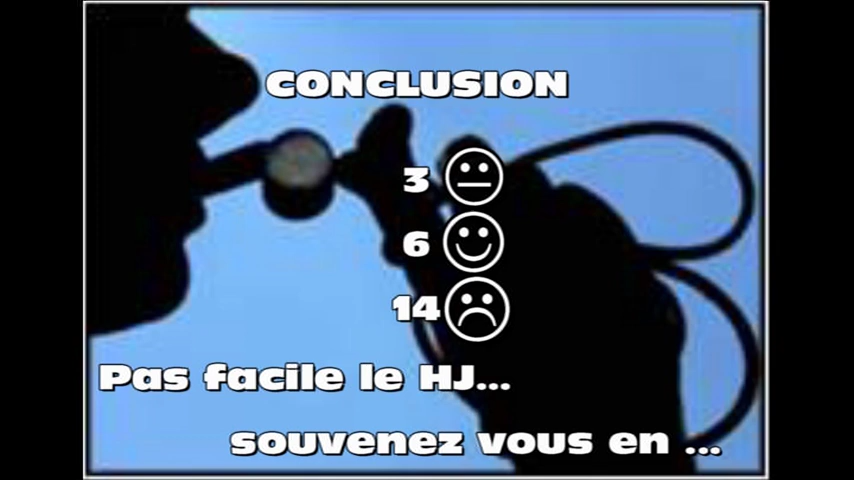 CONCLUSION
3
6
14
Pas facile le HJ...
souvenez vous en ...